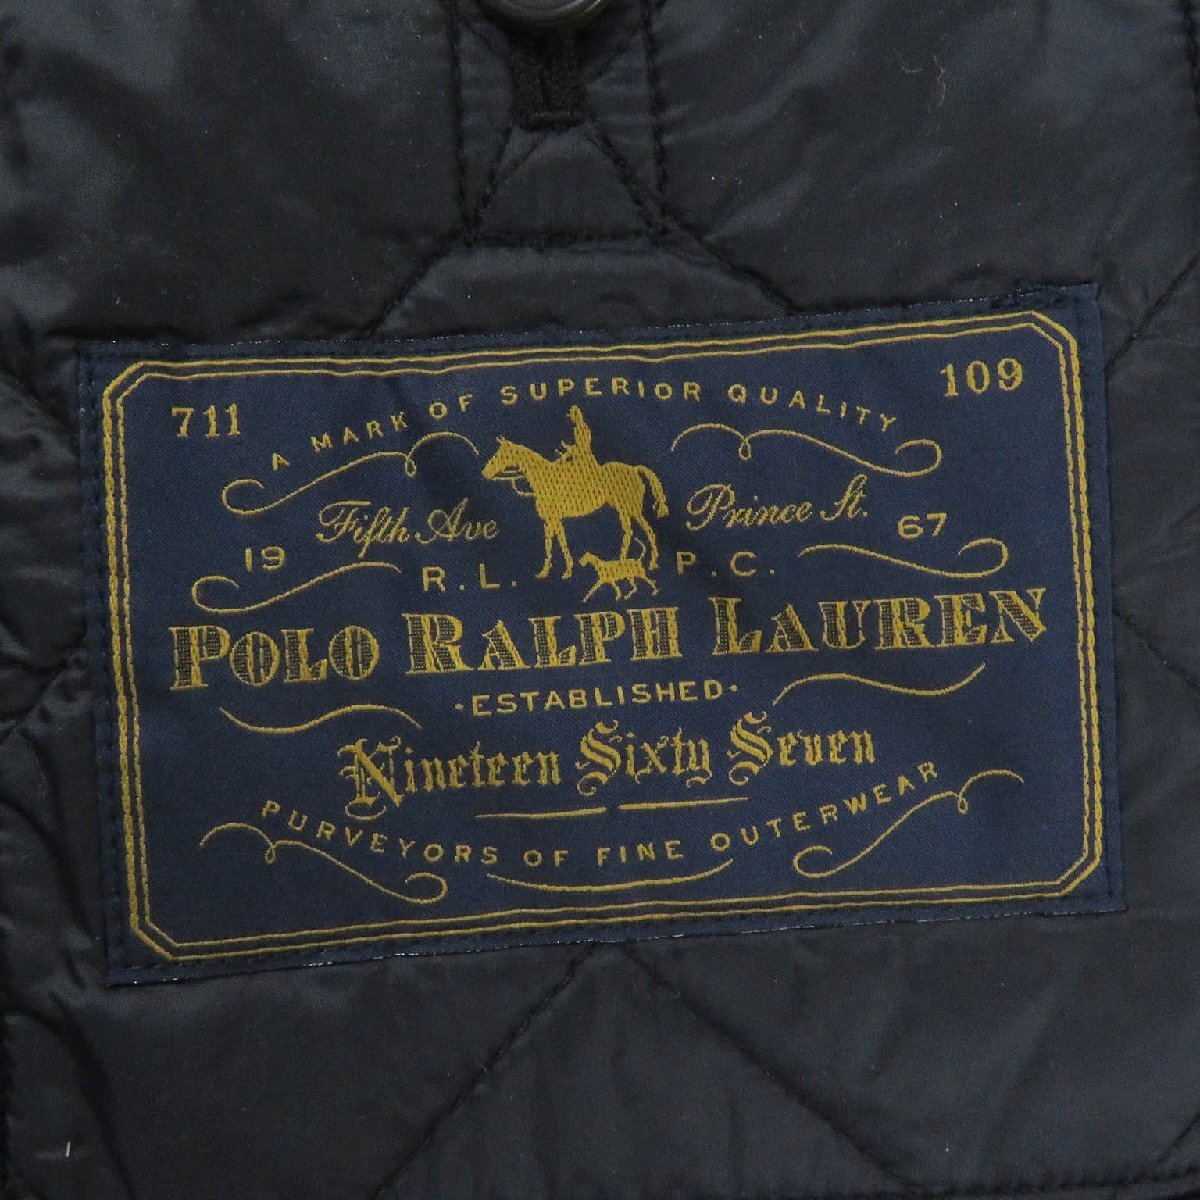 711
109
A MARK OF SUPERIOR QUALITY
Fifth Ave
Prince St.
19
67
R.L.
P.C.
POLO RALPH LAUREN
·ESTABLISHED·
Nineteen Sixty Seven
PURVEYORS OF FINE OUTERWEAR